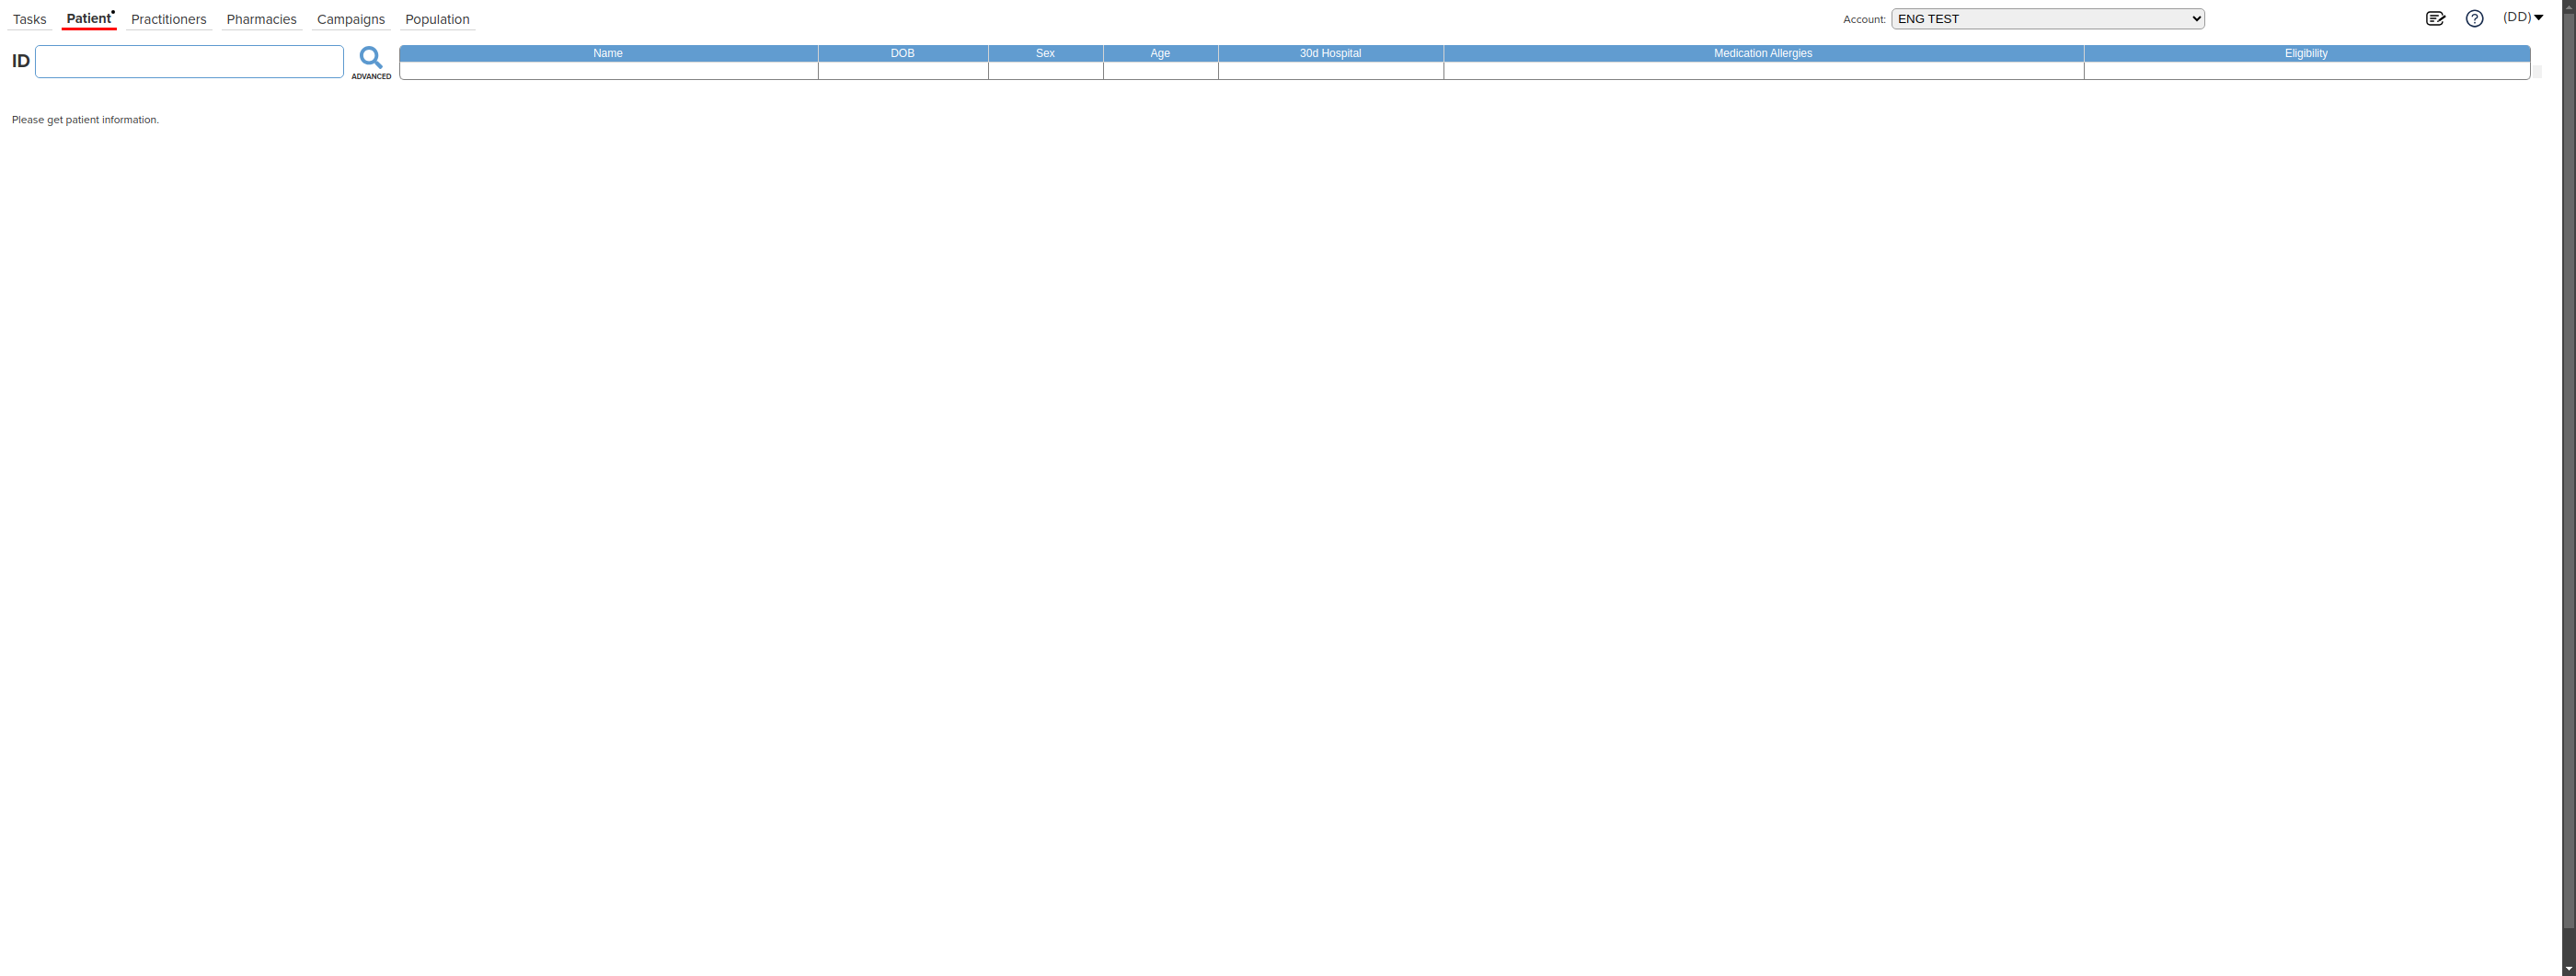 Tasks Patient Practitioners Pharmacies Campaigns Population Account: ENG TEST ? (DD)
ID ADVANCED Name DOB Sex Age 30d Hospital Medication Allergies Eligibility
Please get patient information.